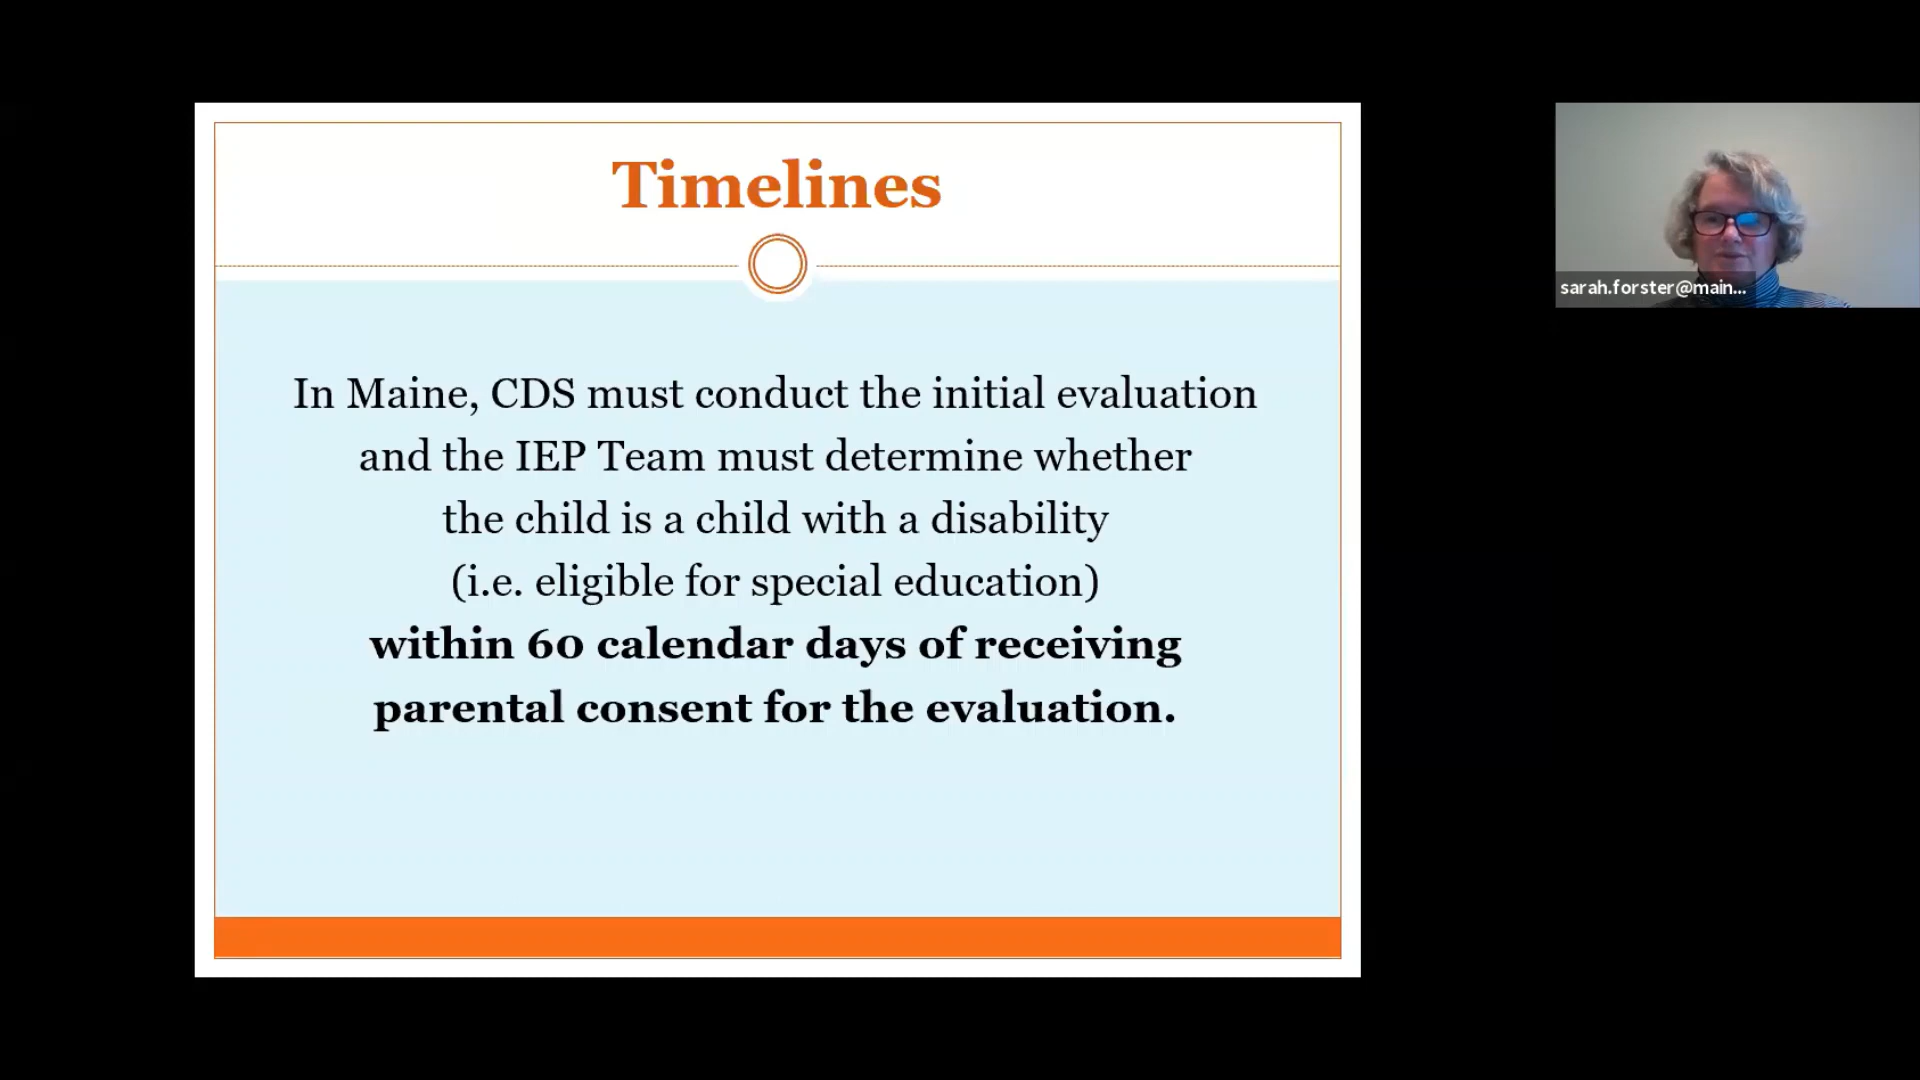 Timelines
In Maine, CDS must conduct the initial evaluation
and the IEP Team must determine whether
the child is a child with a disability
(i.e. eligible for special education)
within 60 calendar days of receiving
parental consent for the evaluation.
sarah.forster@main...